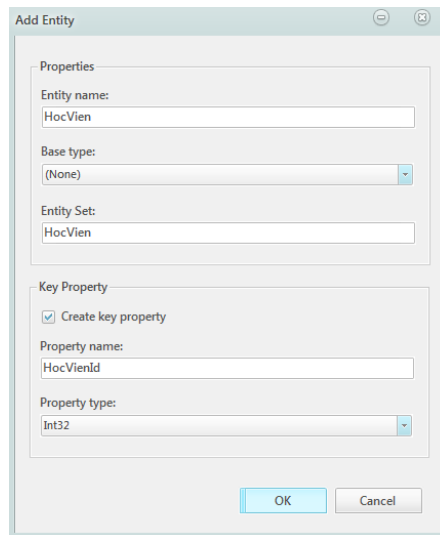 Add Entity
Properties
Entity name:
HocVien
Base type:
(None)
Entity Set:
HocVien
Key Property
Create key property
Property name:
HocVienId
Property type:
Int32
OK Cancel